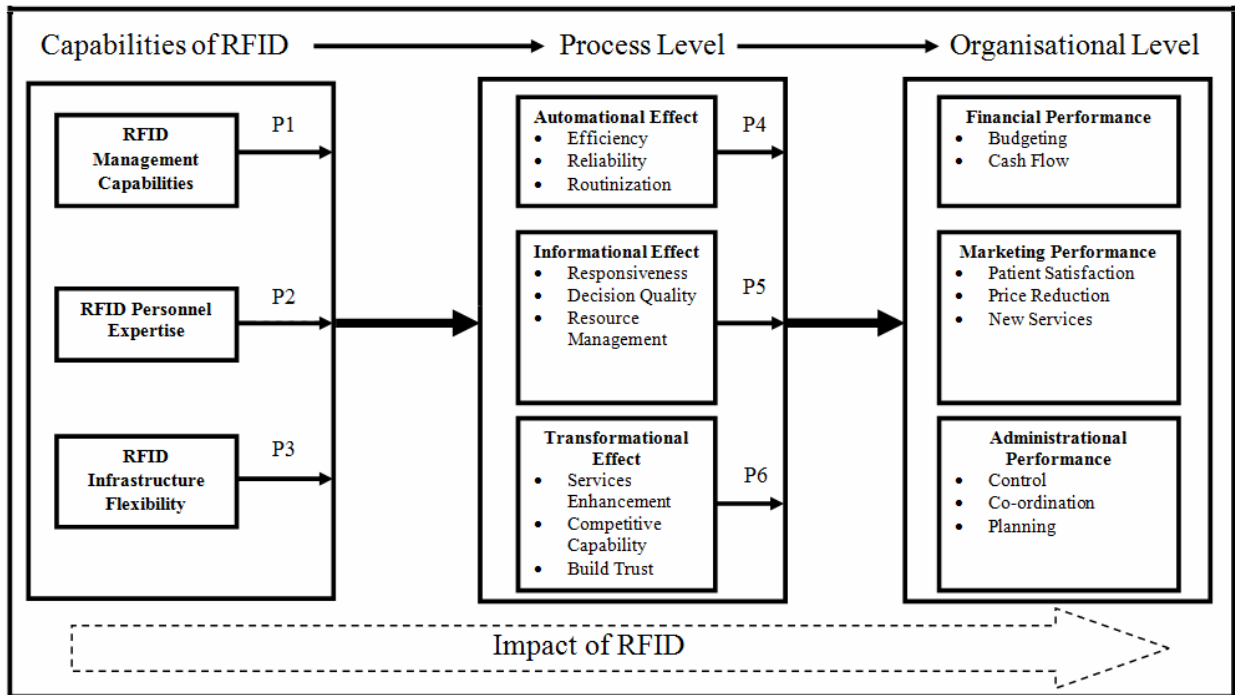 Capabilities of RFID
Process Level
Organisational Level
RFID
Management
Capabilities
P1
RFID Personnel
Expertise
P2
RFID
Infrastructure
Flexibility
P3
Automational Effect
• Efficiency
• Reliability
• Routinization
P4
Informational Effect
• Responsiveness
• Decision Quality
• Resource
Management
P5
Transformational
Effect
• Services
Enhancement
• Competitive
Capability
• Build Trust
P6
Financial Performance
• Budgeting
• Cash Flow
Marketing Performance
• Patient Satisfaction
• Price Reduction
• New Services
Administrational
Performance
• Control
• Co-ordination
• Planning
Impact of RFID